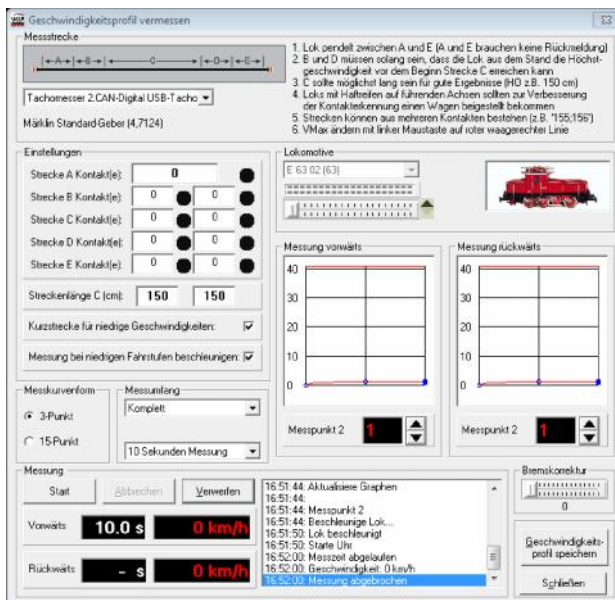 Geschwindigkeitsprofil vermessen
Messstrecke
|←A→|←B→|← C →|←D→|←E→|
Tachomesser 2:CAN-Digital USB-Tacho
Märklin Standard-Geber (4,7124)
1. Lok pendelt zwischen A und E (A und E brauchen keine Rückmeldung)
2. B und D müssen solang sein, dass die Lok aus dem Stand die Höchst-
geschwindigkeit vor dem Beginn Strecke C erreichen kann
3. C sollte möglichst lang sein für gute Ergebnisse (HO z.B. 150 cm)
4. Loks mit Haftreifen auf führenden Achsen sollten zur Verbesserung
der Kontakterkennung einen Wagen beigestellt bekommen
5. Strecken können aus mehreren Kontakten bestehen (z.B. '155;156')
6. VMax ändern mit linker Maustaste auf roter waagerechter Linie
Einstellungen
Strecke A Kontakt(e): 0
Strecke B Kontakt(e): 0 0
Strecke C Kontakt(e): 0 0
Strecke D Kontakt(e): 0 0
Strecke E Kontakt(e): 0 0
Streckenlänge C (cm): 150 150
Kurzstrecke für niedrige Geschwindigkeiten:
Messung bei niedrigen Fahrstufen beschleunigen:
Lokomotive
E 63 02 (63)
Messung vorwärts
40
30
20
10
0
Messpunkt 2 1
Messung rückwärts
40
30
20
10
0
Messpunkt 2 1
Messkurvenform
3-Punkt
15-Punkt
Messumfang
Komplett
10 Sekunden Messung
Messung
Start Abbrechen Verwerfen
Vorwärts 10.0 s 0 km/h
Rückwärts - s 0 km/h
16:51:44: Aktualisiere Graphen
16:51:44:
16:51:44: Messpunkt 2
16:51:44: Beschleunige Lok...
16:51:50: Lok beschleunigt
16:51:50: Starte Uhr
16:52:00: Messzeit abgelaufen
16:52:00: Geschwindigkeit: 0 km/h
16:52:00: Messung abgebrochen
Bremskorrektur
0
Geschwindigkeits-
profil speichern
Schließen